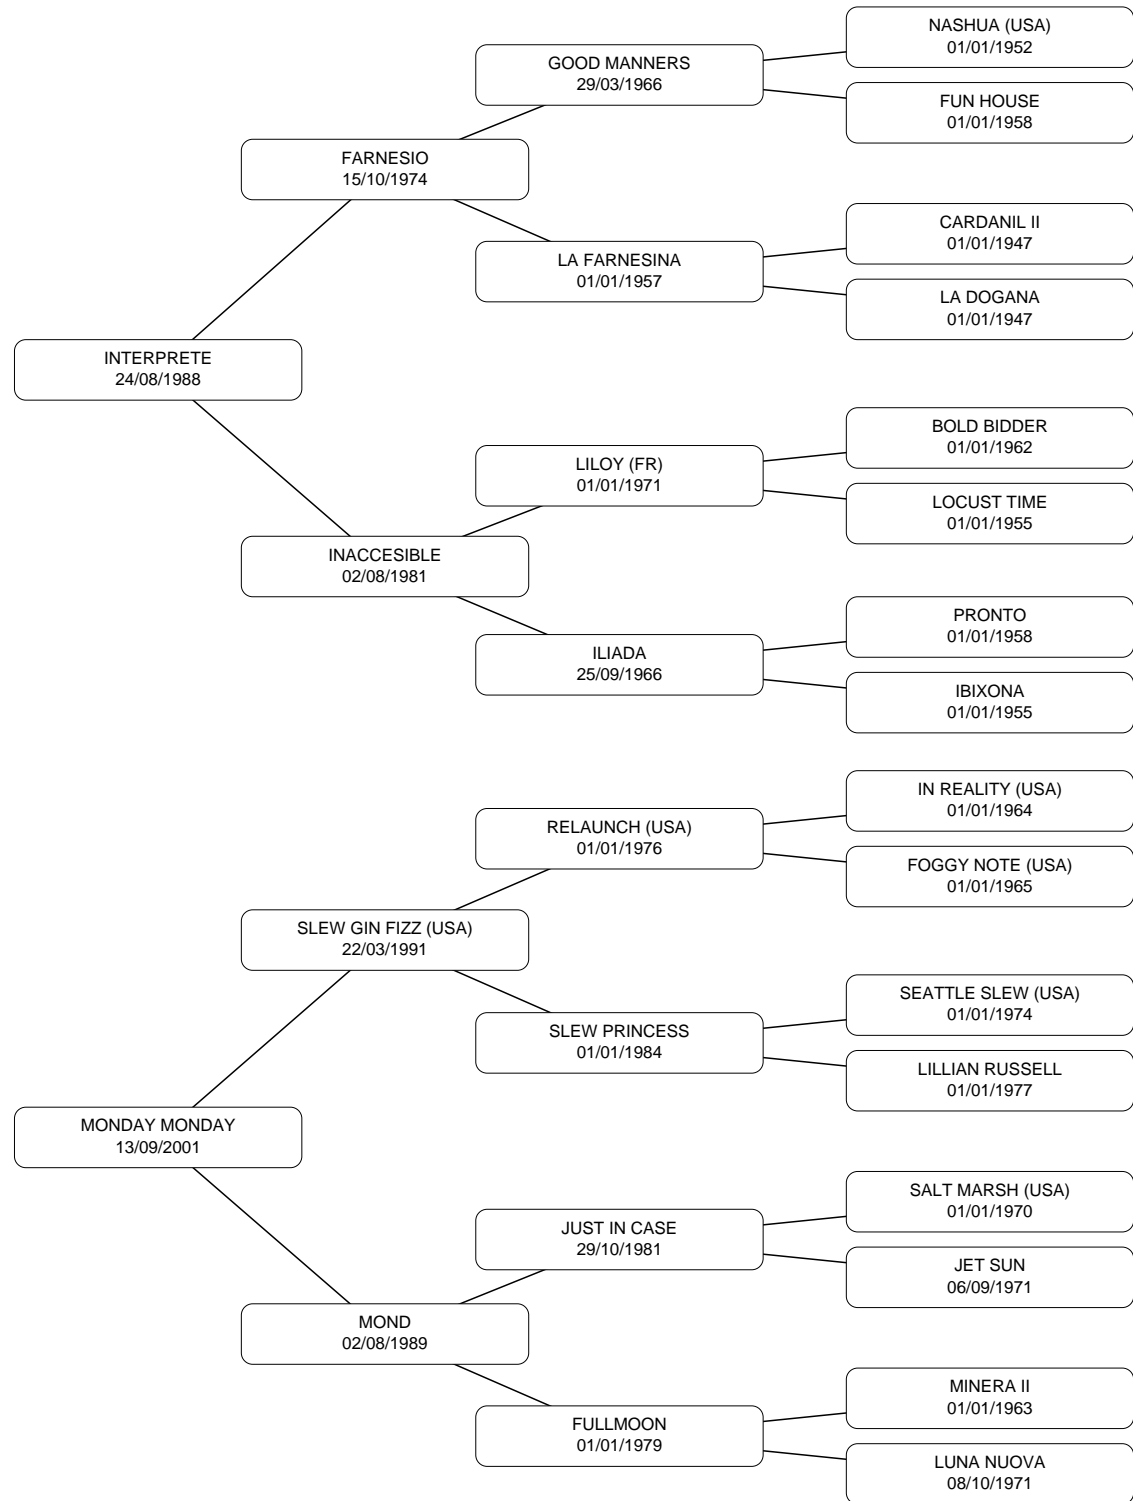 NASHUA (USA)
01/01/1952
GOOD MANNERS
29/03/1966
FUN HOUSE
01/01/1958
FARNESIO
15/10/1974
CARDANIL II
01/01/1947
LA FARNESINA
01/01/1957
LA DOGANA
01/01/1947
INTERPRETE
24/08/1988
BOLD BIDDER
01/01/1962
LILOY (FR)
01/01/1971
LOCUST TIME
01/01/1955
INACCESIBLE
02/08/1981
PRONTO
01/01/1958
ILIADA
25/09/1966
IBIXONA
01/01/1955
IN REALITY (USA)
01/01/1964
RELAUNCH (USA)
01/01/1976
FOGGY NOTE (USA)
01/01/1965
SLEW GIN FIZZ (USA)
22/03/1991
SEATTLE SLEW (USA)
01/01/1974
SLEW PRINCESS
01/01/1984
LILLIAN RUSSELL
01/01/1977
MONDAY MONDAY
13/09/2001
SALT MARSH (USA)
01/01/1970
JUST IN CASE
29/10/1981
JET SUN
06/09/1971
MOND
02/08/1989
MINERA II
01/01/1963
FULLMOON
01/01/1979
LUNA NUOVA
08/10/1971